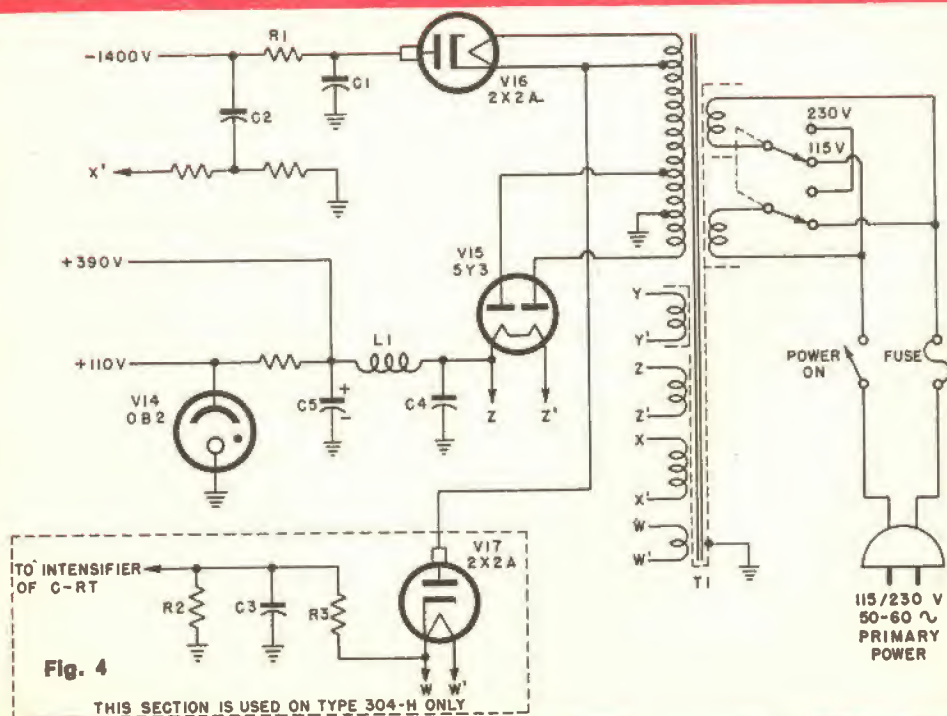 -1400V
R1
C1
V16
2X2A
C2
X'
230V
115V
+390V
V15
5Y3
L1
+110V
V14
OB2
C5
+
-
C4
Z
Z'
Y
Y'
Z
Z'
X
X'
W
W'
T1
POWER
ON
FUSE
115/230 V
50-60 ∿
PRIMARY
POWER
V17
2X2A
TO INTENSIFIER
OF C-RT
R2
C3
R3
W
W'
Fig. 4
THIS SECTION IS USED ON TYPE 304-H ONLY